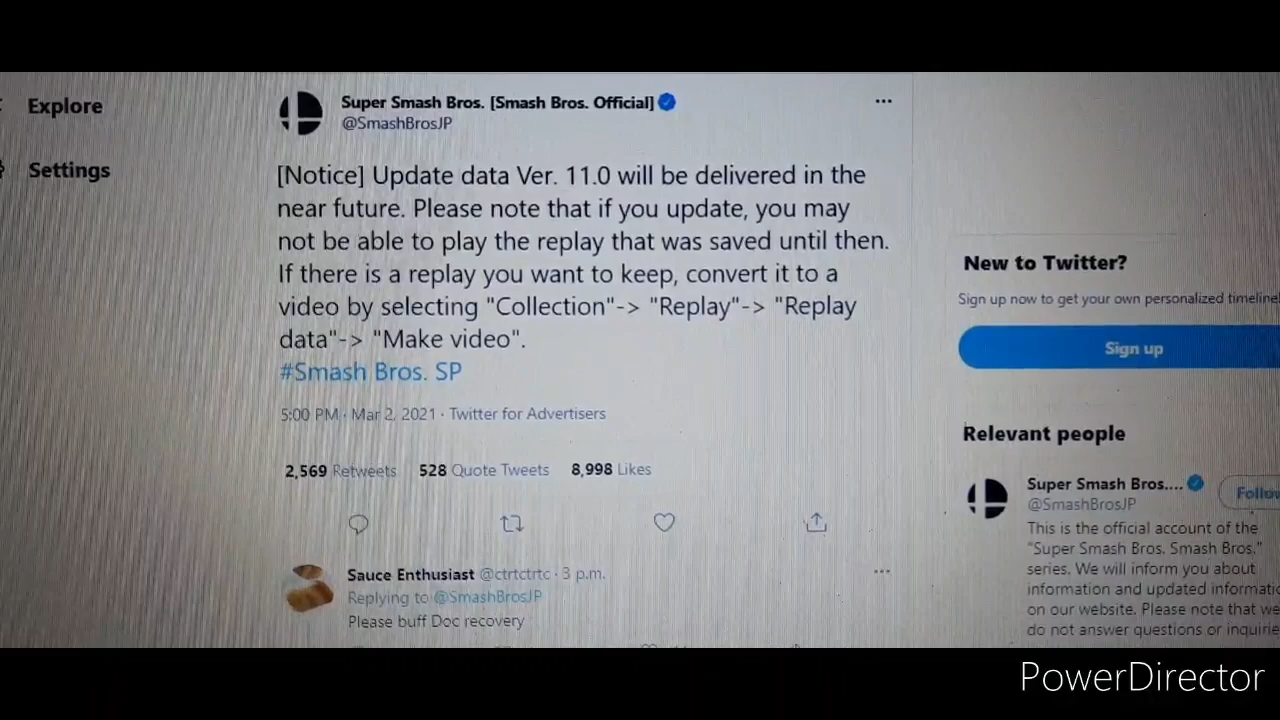 Explore
Settings
Super Smash Bros. [Smash Bros. Official]
@SmashBrosJP
[Notice] Update data Ver. 11.0 will be delivered in the
near future. Please note that if you update, you may
not be able to play the replay that was saved until then.
If there is a replay you want to keep, convert it to a
video by selecting "Collection"-> "Replay"-> "Replay
data"-> "Make video".
#Smash Bros. SP
5:00 PM · Mar 2, 2021 · Twitter for Advertisers
2,569 Retweets 528 Quote Tweets 8,998 Likes
Sauce Enthusiast @ctrtctrtc · 3 p.m.
Replying to @SmashBrosJP
Please buff Doc recovery
New to Twitter?
Sign up now to get your own personalized timeline
Sign up
Relevant people
Super Smash Bros....
@SmashBrosJP
Follow
This is the official account of the
"Super Smash Bros. Smash Bros."
series. We will inform you about
information and updated informatio
on our website. Please note that we
do not answer questions or inquirie
PowerDirector